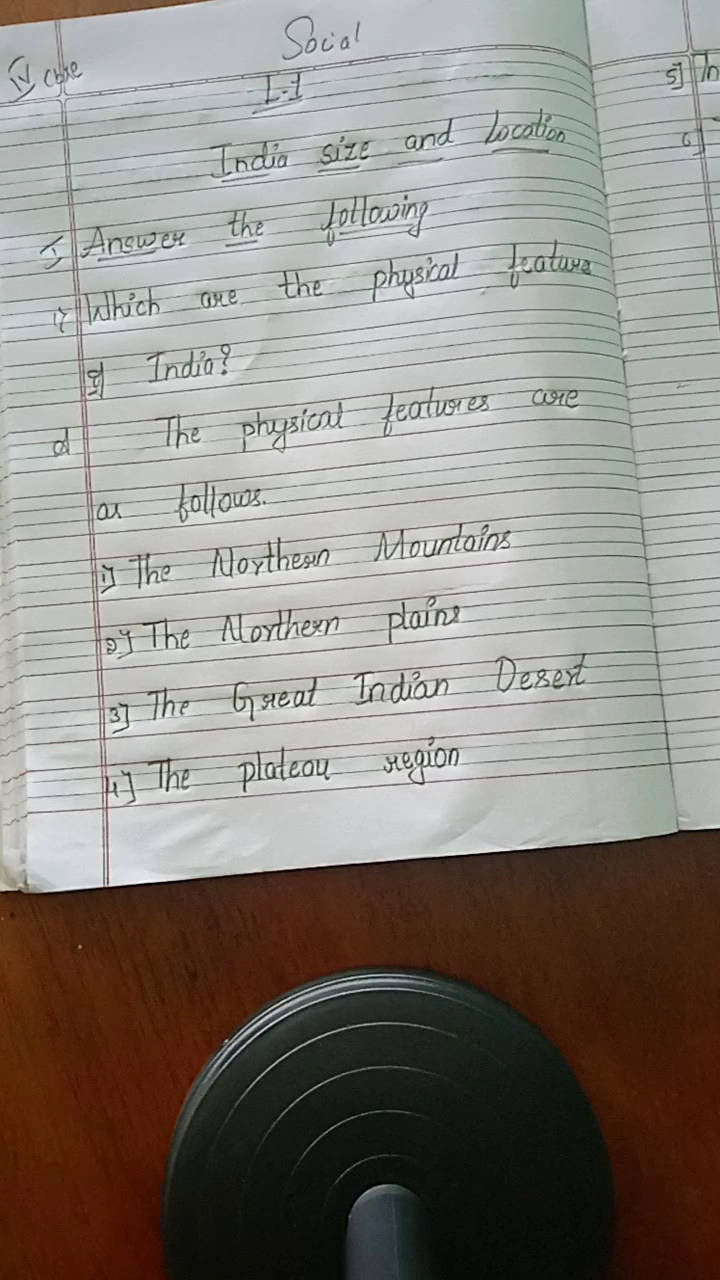 Social
IV cbse
L-1
India size and Location
I Answer the following
1) Which are the physical features
of India?
The physical features are
as follows.
1] The Northern Mountains
2] The Northern plains
3] The Great Indian Desert
4] The plateau region
5]
6]